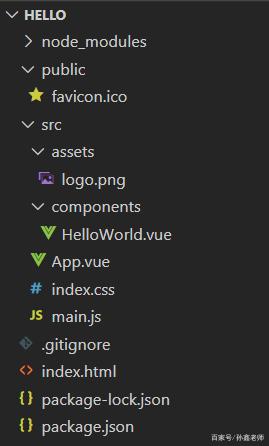 HELLO
node_modules
public
favicon.ico
src
assets
logo.png
components
HelloWorld.vue
App.vue
index.css
JS main.js
.gitignore
index.html
package-lock.json
package.json
百家号/孙鑫老师